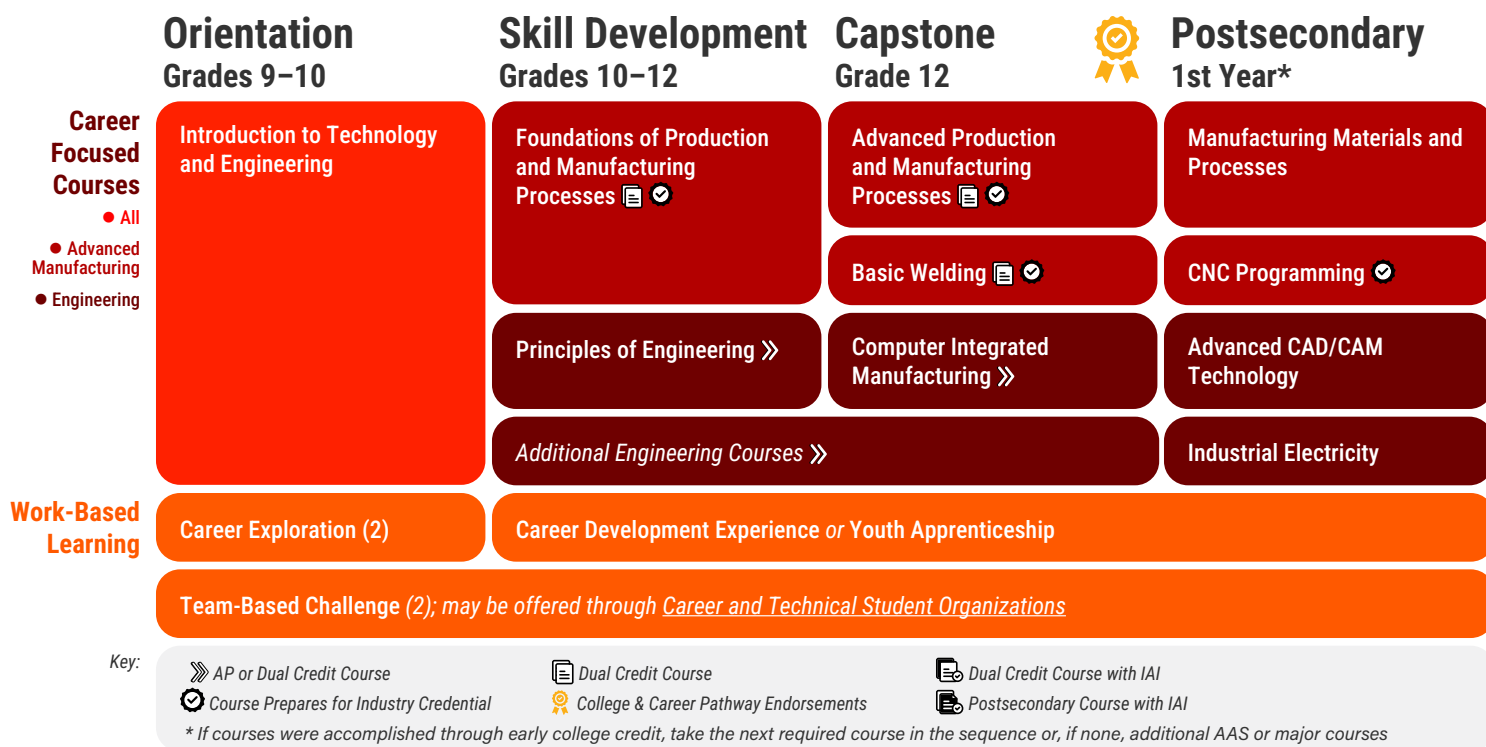 Orientation
Grades 9–10
Skill Development
Grades 10–12
Capstone
Grade 12
Postsecondary
1st Year*
Career
Focused
Courses
● All
● Advanced
Manufacturing
● Engineering
Introduction to Technology
and Engineering
Foundations of Production
and Manufacturing
Processes
Advanced Production
and Manufacturing
Processes
Manufacturing Materials and
Processes
Basic Welding
CNC Programming
Principles of Engineering
Computer Integrated
Manufacturing
Advanced CAD/CAM
Technology
Additional Engineering Courses
Industrial Electricity
Work-Based
Learning
Career Exploration (2)
Career Development Experience or Youth Apprenticeship
Team-Based Challenge (2); may be offered through Career and Technical Student Organizations
Key:
AP or Dual Credit Course
Dual Credit Course
Dual Credit Course with IAI
Course Prepares for Industry Credential
College & Career Pathway Endorsements
Postsecondary Course with IAI
* If courses were accomplished through early college credit, take the next required course in the sequence or, if none, additional AAS or major courses